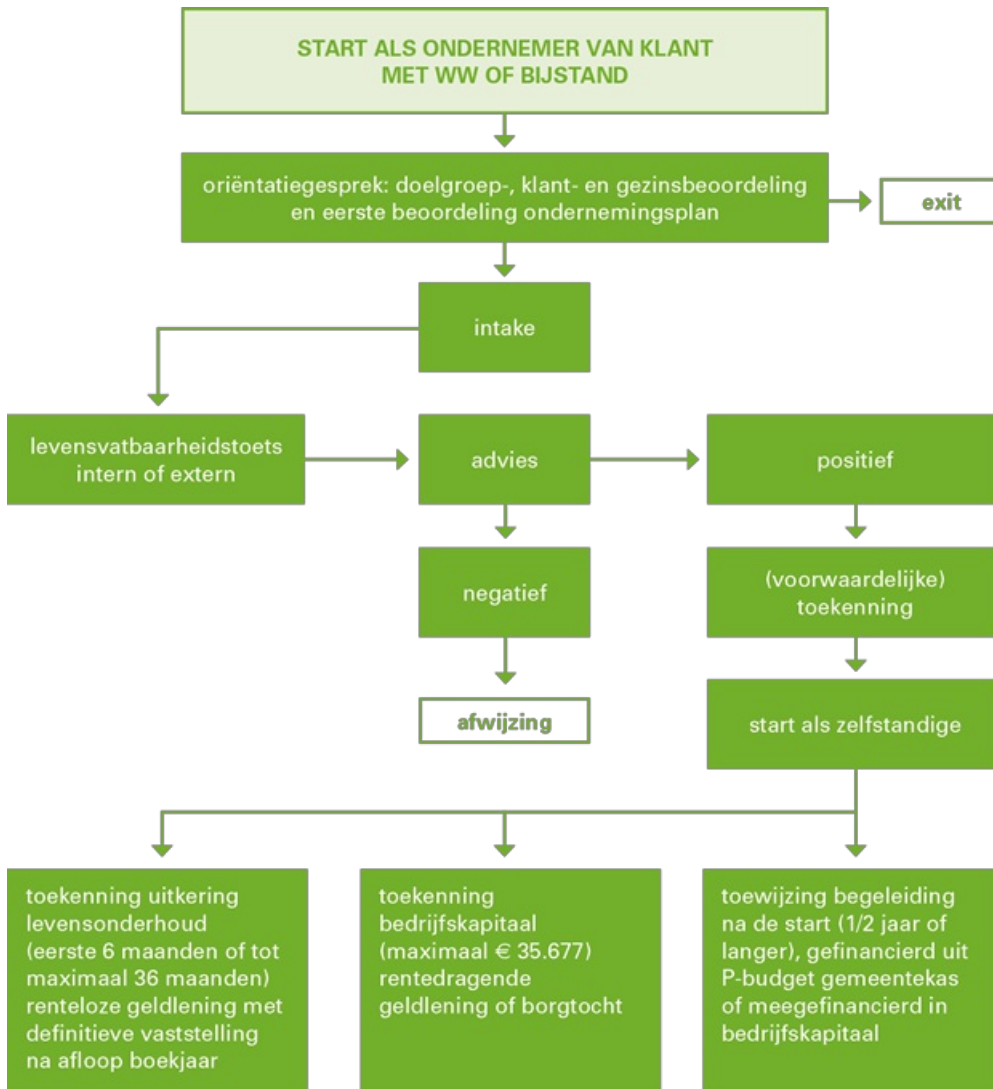 START ALS ONDERNEMER VAN KLANT
MET WW OF BIJSTAND
oriëntatiegesprek: doelgroep-, klant- en gezinsbeoordeling
en eerste beoordeling ondernemingsplan
exit
intake
levensvatbaarheidstoets
intern of extern
advies
positief
negatief
(voorwaardelijke)
toekenning
afwijzing
start als zelfstandige
toekenning uitkering
levensonderhoud
(eerste 6 maanden of tot
maximaal 36 maanden)
renteloze geldlening met
definitieve vaststelling
na afloop boekjaar
toekenning
bedrijfskapitaal
(maximaal € 35.677)
rentedragende
geldlening of borgtocht
toewijzing begeleiding
na de start (1/2 jaar of
langer), gefinancierd uit
P-budget gemeentekas
of meegefinancierd in
bedrijfskapitaal